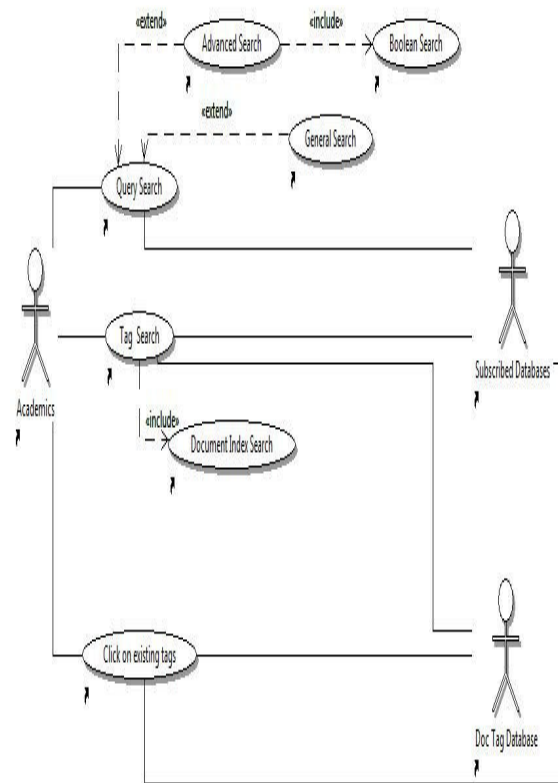 «extend»
Advanced Search
«include»
Boolean Search
«extend»
General Search
Query Search
Tag Search
Subscribed Databases
Academics
«include»
Document Index Search
Click on existing tags
Doc Tag Database